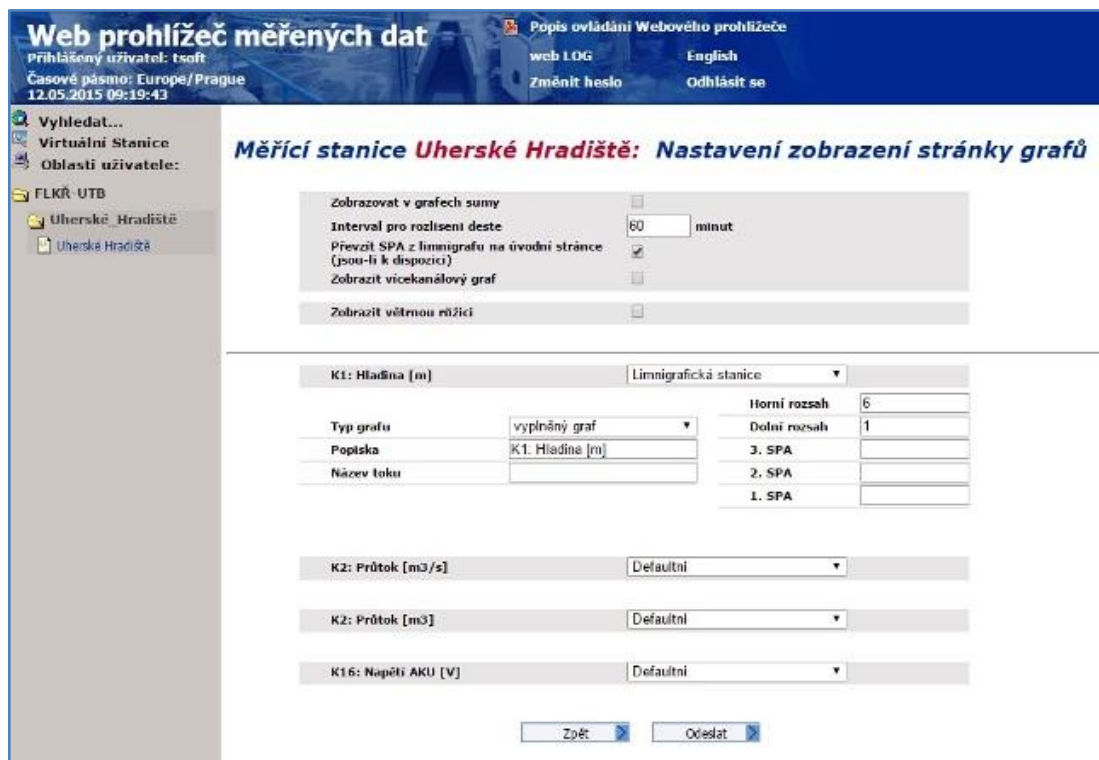 Web prohlížeč měřených dat
Přihlášený uživatel: tsoft
Časové pásmo: Europe/Prague
12.05.2015 09:19:43
Popis ovládání Webového prohlížeče
web LOG English
Změnit heslo Odhlásit se
Vyhledat...
Virtuální Stanice
Oblasti uživatele:
FLKŘ-UTB
Uherské_Hradiště
Uherské Hradiště
Měřící stanice Uherské Hradiště: Nastavení zobrazení stránky grafů
Zobrazovat v grafech sumy
Interval pro rozliseni deste 60 minut
Převzít SPA z limnigrafu na úvodní stránce
(jsou-li k dispozici)
Zobrazit vícekanálový graf
Zobrazit větrnou růžici
K1: Hladina [m] Limnigrafická stanice
Horní rozsah 6
Typ grafu vyplněný graf Dolní rozsah 1
Popiska K1: Hladina [m] 3. SPA
Název toku 2. SPA
1. SPA
K2: Průtok [m3/s] Defaultní
K2: Průtok [m3] Defaultní
K16: Napětí AKU [V] Defaultní
Zpět Odeslat